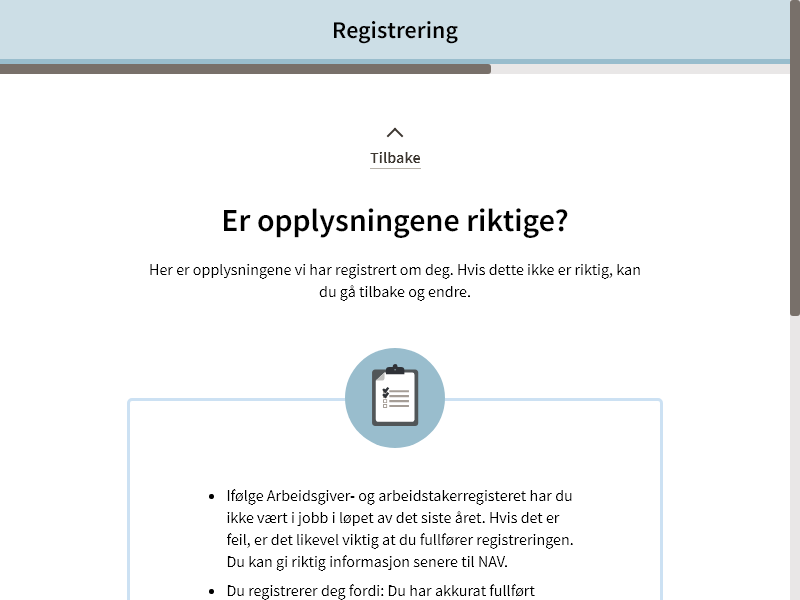 Registrering
Tilbake
Er opplysningene riktige?
Her er opplysningene vi har registrert om deg. Hvis dette ikke er riktig, kan
du gå tilbake og endre.
Ifølge Arbeidsgiver- og arbeidstakerregisteret har du
ikke vært i jobb i løpet av det siste året. Hvis det er
feil, er det likevel viktig at du fullfører registreringen.
Du kan gi riktig informasjon senere til NAV.
Du registrerer deg fordi: Du har akkurat fullført